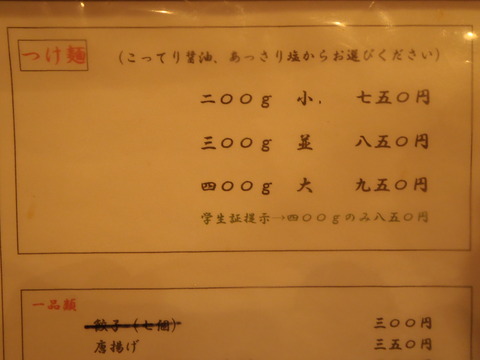 つけ麺 (こってり醤油、あっさり塩からお選びください)
二〇〇g 小. 七五〇円
三〇〇g 並 八五〇円
四〇〇g 大 九五〇円
学生証提示→四〇〇gのみ八五〇円
一品類
餃子（七個） 三〇〇円
唐揚げ 三五〇円